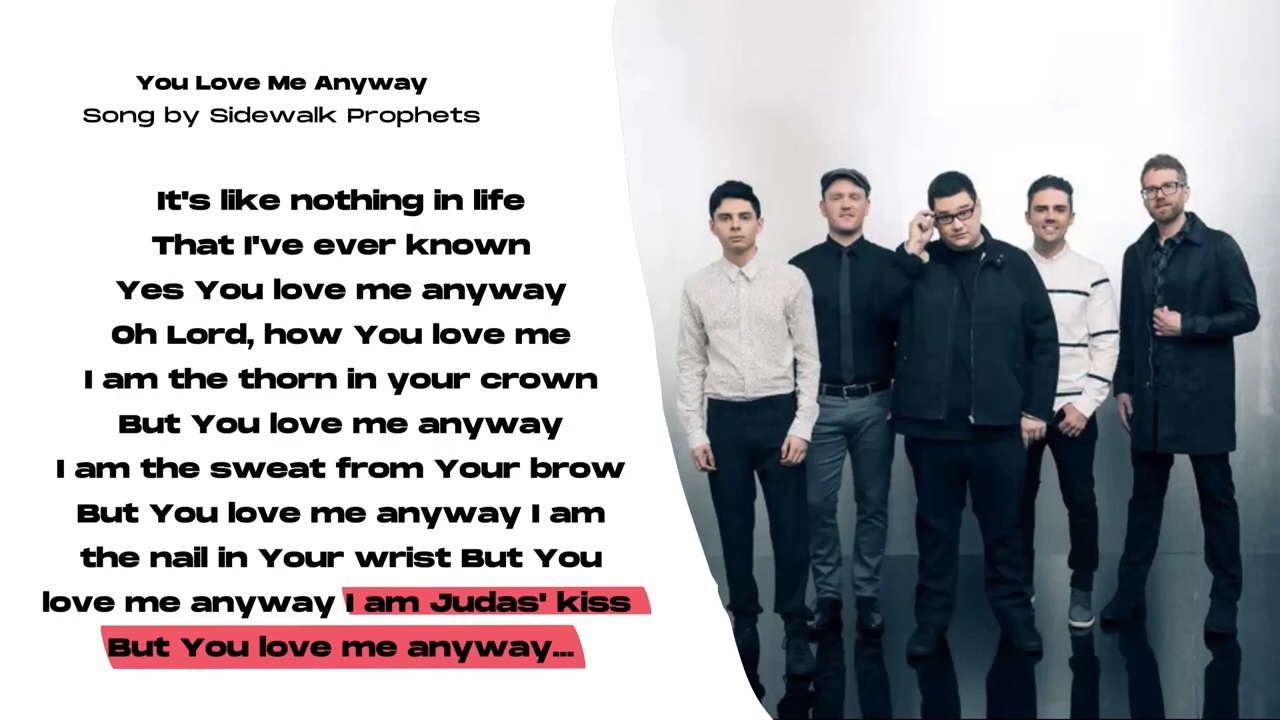 You Love Me Anyway
Song by Sidewalk Prophets
It's like nothing in life
That I've ever known
Yes You love me anyway
Oh Lord, how You love me
I am the thorn in your crown
But You love me anyway
I am the sweat from Your brow
But You love me anyway I am
the nail in Your wrist But You
love me anyway I am Judas' kiss
But You love me anyway...